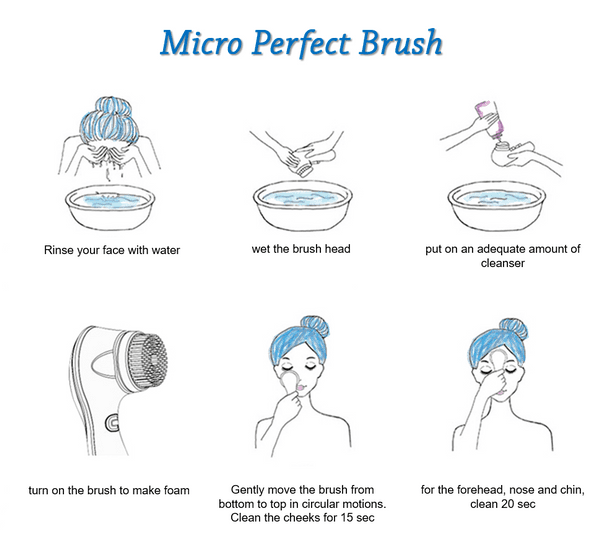 Micro Perfect Brush
Rinse your face with water
wet the brush head
put on an adequate amount of
cleanser
turn on the brush to make foam
Gently move the brush from
bottom to top in circular motions.
Clean the cheeks for 15 sec
for the forehead, nose and chin,
clean 20 sec